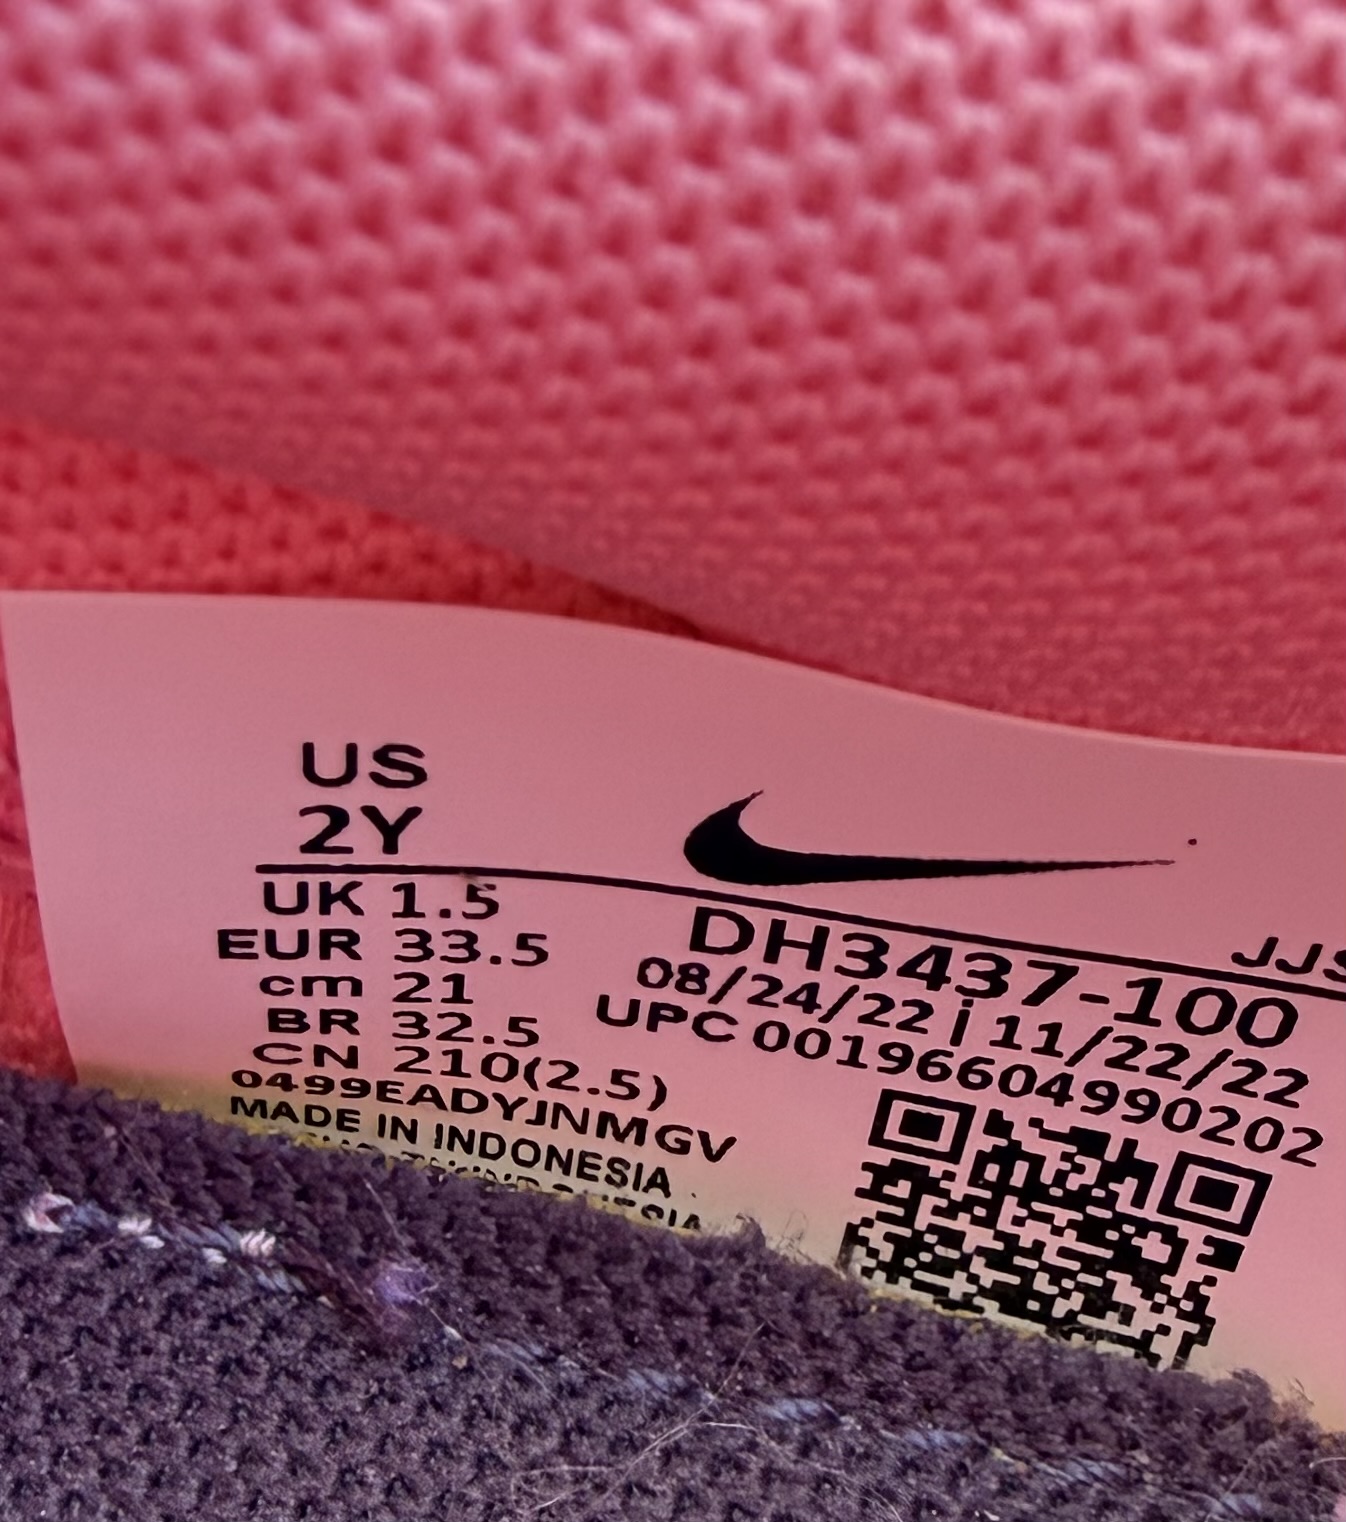 US
2Y
UK 1.5
EUR 33.5
cm 21
BR 32.5
CN 210(2.5)
0499EADYJNMGV
MADE IN INDONESIA
JJS
DH3437-100
08/24/22 | 11/22/22
UPC 00196604990202